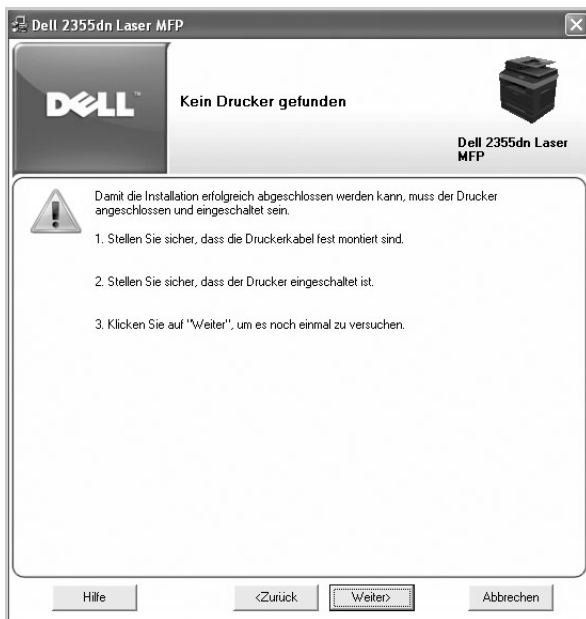 Dell 2355dn Laser MFP
DELL™
Kein Drucker gefunden
Dell 2355dn Laser
MFP
Damit die Installation erfolgreich abgeschlossen werden kann, muss der Drucker
angeschlossen und eingeschaltet sein.
1. Stellen Sie sicher, dass die Druckerkabel fest montiert sind.
2. Stellen Sie sicher, dass der Drucker eingeschaltet ist.
3. Klicken Sie auf "Weiter", um es noch einmal zu versuchen.
Hilfe
<Zurück
Weiter>
Abbrechen